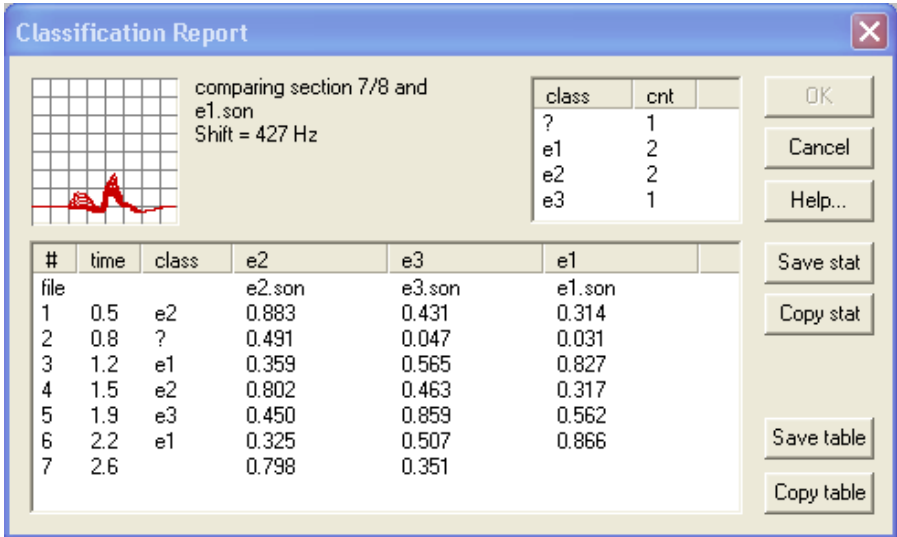 Classification Report
comparing section 7/8 and
e1.son
Shift = 427 Hz
class cnt
? 1
e1 2
e2 2
e3 1
OK
Cancel
Help...
# time class e2 e3 e1
file e2.son e3.son e1.son
1 0.5 e2 0.883 0.431 0.314
2 0.8 ? 0.491 0.047 0.031
3 1.2 e1 0.359 0.565 0.827
4 1.5 e2 0.802 0.463 0.317
5 1.9 e3 0.450 0.859 0.562
6 2.2 e1 0.325 0.507 0.866
7 2.6 0.798 0.351
Save stat
Copy stat
Save table
Copy table